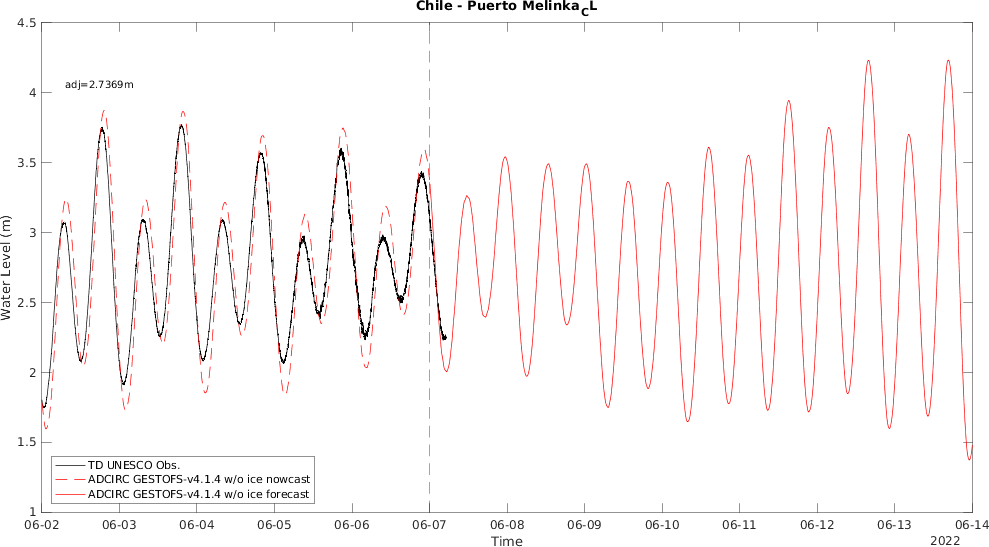 Chile - Puerto Melinka_CL
adj=2.7369m
Water Level (m)
4.5
4
3.5
3
2.5
2
1.5
1
TD UNESCO Obs.
ADCIRC GESTOFS-v4.1.4 w/o ice nowcast
ADCIRC GESTOFS-v4.1.4 w/o ice forecast
06-02 06-03 06-04 06-05 06-06 06-07 06-08 06-09 06-10 06-11 06-12 06-13 06-14
Time
2022